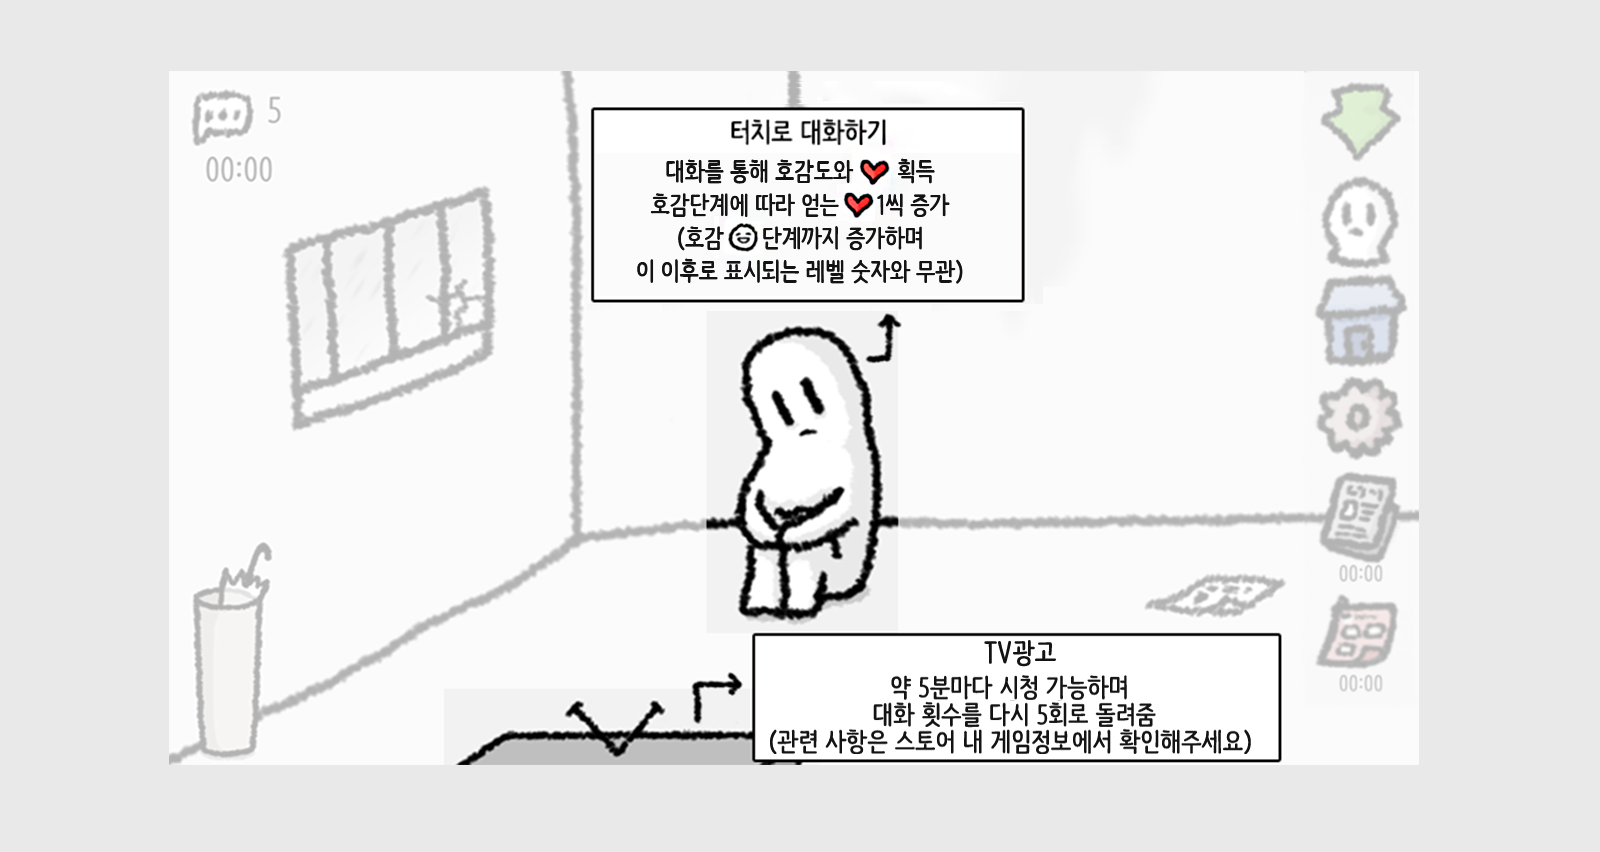 5
00:00
터치로 대화하기
대화를 통해 호감도와 획득
호감단계에 따라 얻는 1씩 증가
(호감 단계까지 증가하며
이 이후로 표시되는 레벨 숫자와 무관)
00:00
00:00
TV광고
약 5분마다 시청 가능하며
대화 횟수를 다시 5회로 돌려줌
(관련 사항은 스토어 내 게임정보에서 확인해주세요)